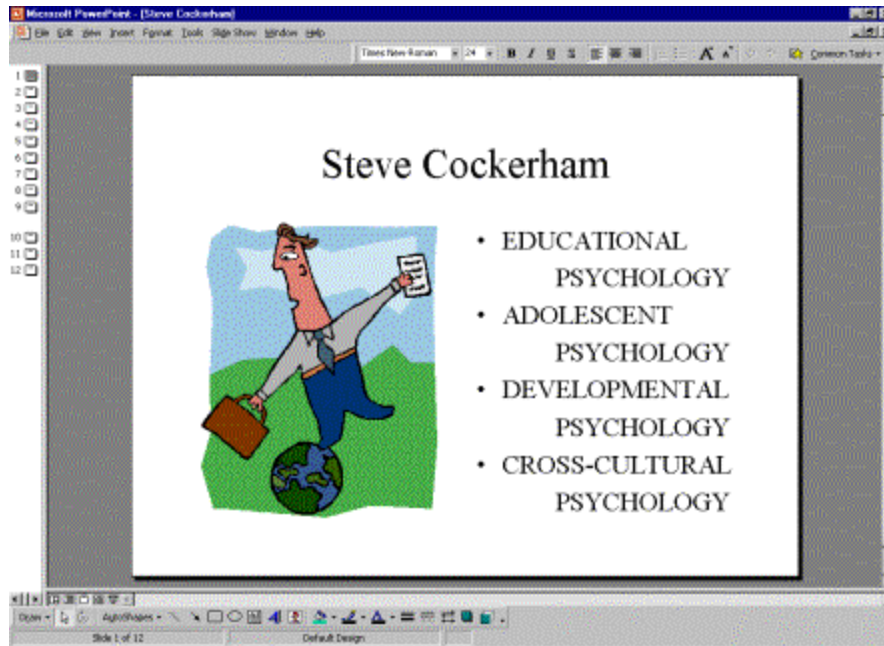 Microsoft PowerPoint - [Steve Cockerham]
File Edit View Insert Format Tools Slide Show Window Help
Times New Roman 24 B I U S A A Common Tasks
1
2
3
4
5
6
7
8
9
10
11
12
Steve Cockerham
• EDUCATIONAL
PSYCHOLOGY
• ADOLESCENT
PSYCHOLOGY
• DEVELOPMENTAL
PSYCHOLOGY
• CROSS-CULTURAL
PSYCHOLOGY
Draw AutoShapes
Slide 1 of 12 Default Design